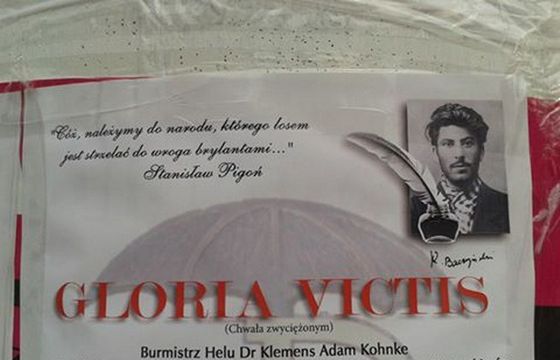 "Cóż, należymy do narodu, którego losem
jest strzelać do wroga brylantami..."
Stanisław Pigoń
K. Baczyński
GLORIA VICTIS
(Chwała zwyciężonym)
Burmistrz Helu Dr Klemens Adam Kohnke